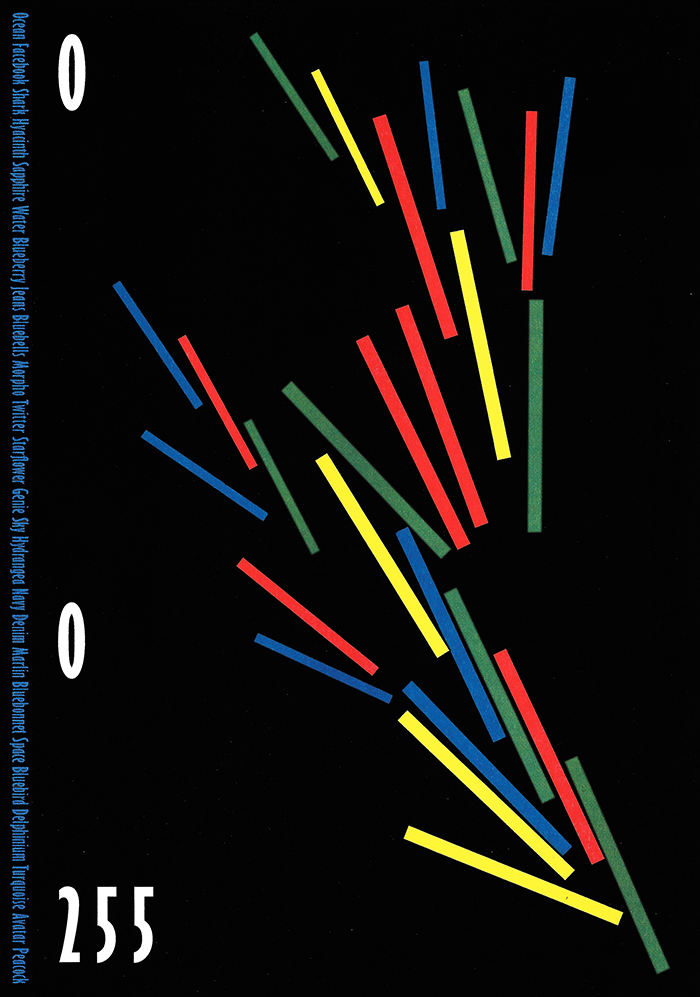 Ocean Facebook Shark Hyacinth Sapphire Water Blueberry Jeans Bluebells Morpho Twitter Starflower Genie Sky Hydrangea Navy Denim Marlin Bluebonnet Space Bluebird Delphinium Turquoise Avatar Peacock
0
0
255